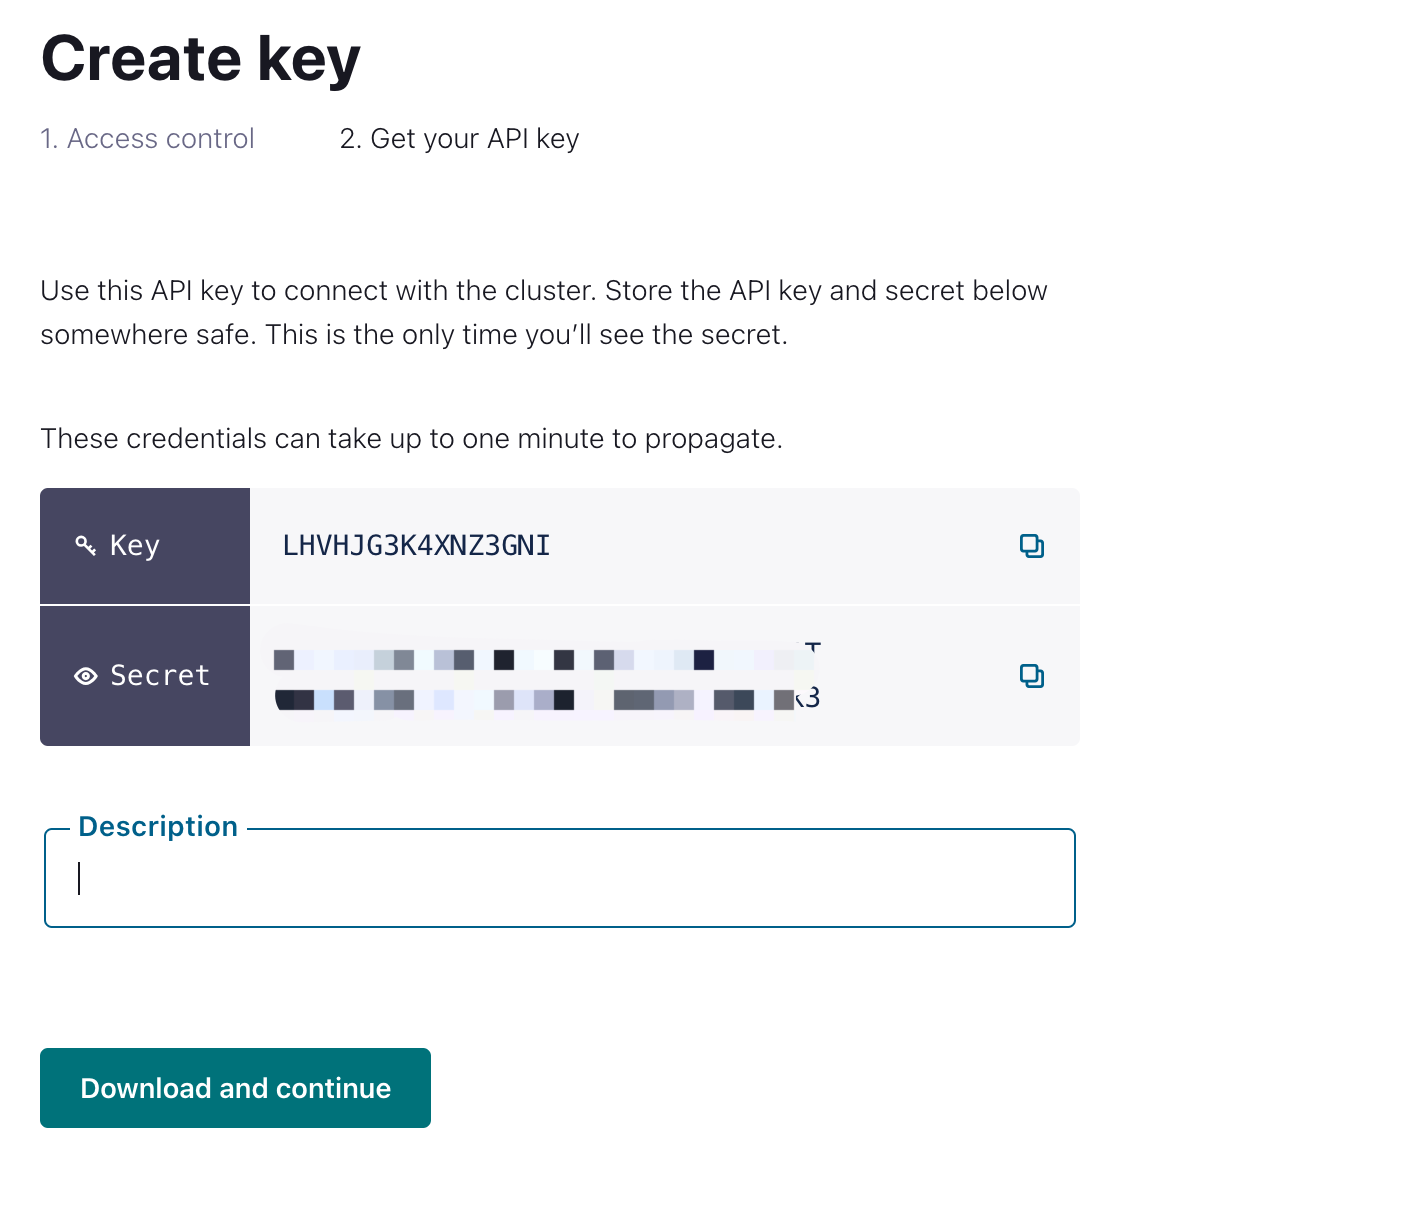 Create key
1. Access control 2. Get your API key
Use this API key to connect with the cluster. Store the API key and secret below
somewhere safe. This is the only time you’ll see the secret.
These credentials can take up to one minute to propagate.
Key LHVHJG3K4XNZ3GNI
Secret
Description
Download and continue